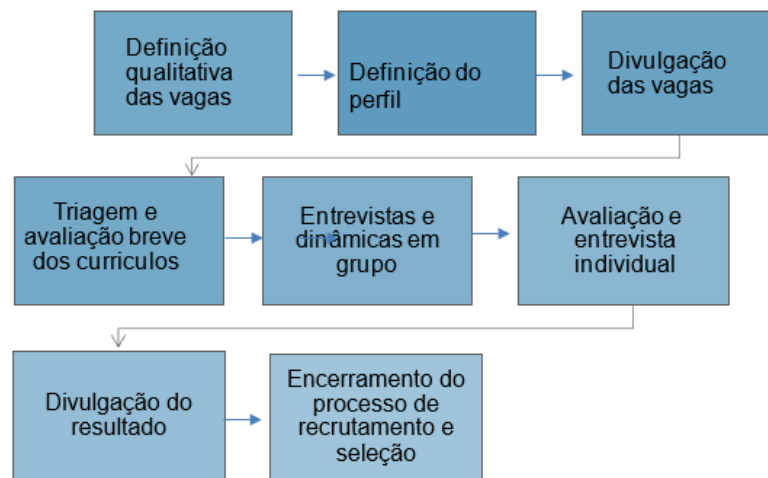 Definição
qualitativa
das vagas
Definição do
perfil
Divulgação
das vagas
Triagem e
avaliação breve
dos curriculos
Entrevistas e
dinâmicas em
grupo
Avaliação e
entrevista
individual
Divulgação do
resultado
Encerramento do
processo de
recrutamento e
seleção